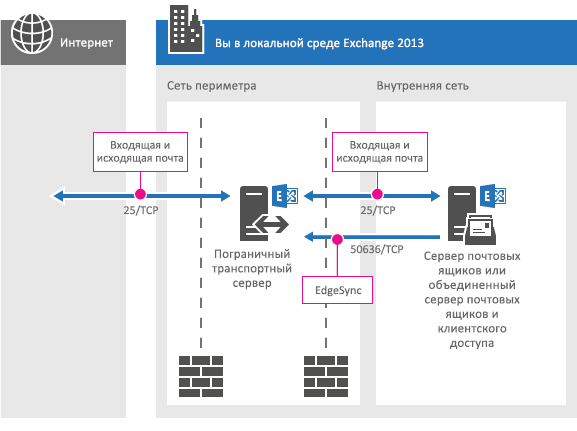 Интернет
Вы в локальной среде Exchange 2013
Сеть периметра
Внутренняя сеть
Входящая и
исходящая почта
Входящая и
исходящая почта
25/TCP
25/TCP
50636/TCP
Пограничный
транспортный
сервер
EdgeSync
Сервер почтовых
ящиков или
объединенный
сервер почтовых
ящиков и
клиентского
доступа